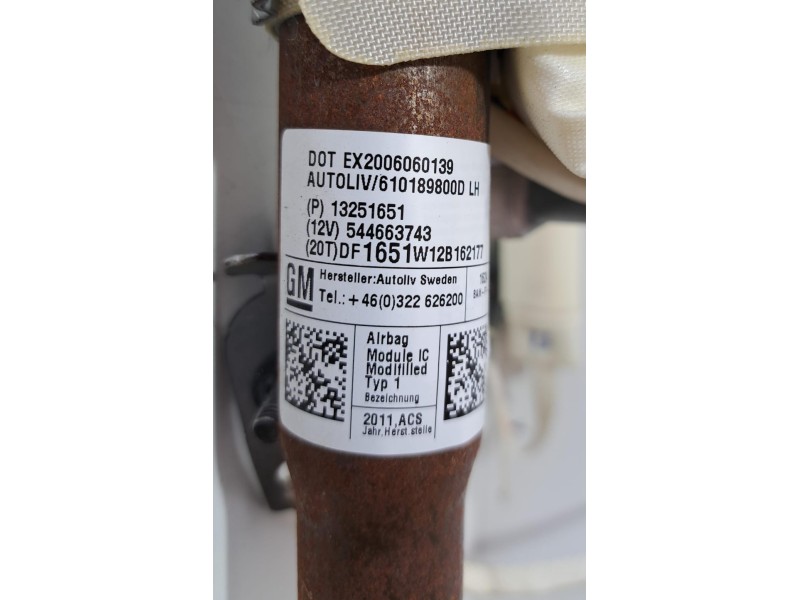 DOT EX2006060139
AUTOLIV/610189800D LH
(P) 13251651
(12V) 544663743
(20T)DF1651W12B162177
GM
Hersteller:Autoliv Sweden
Tel.:+46(0)322 626200
Airbag
Module IC
Modifilled
Typ 1
Bezeichnung
2011,ACS
Jahr,Herst.stelle